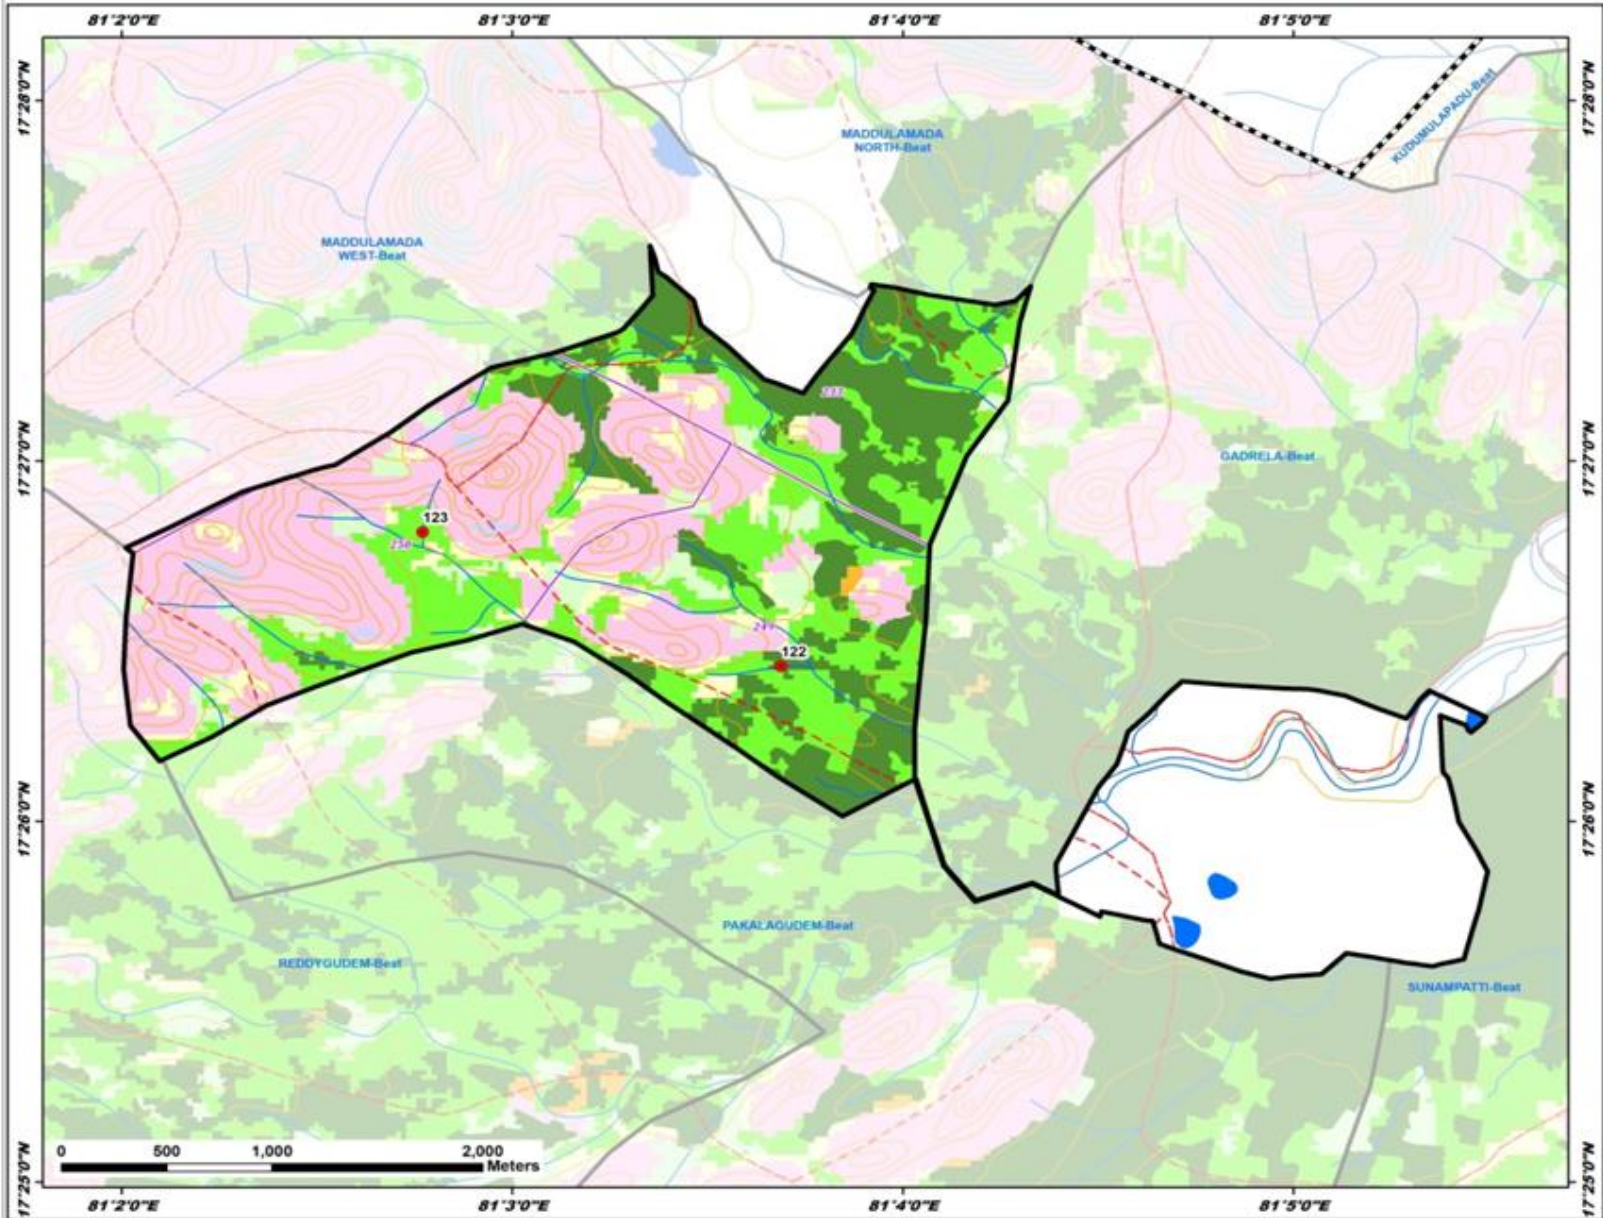 81°2'0"E 81°3'0"E 81°4'0"E 81°5'0"E
17°28'0"N
17°28'0"N
KUDUMULAPADU-Beat
MADDULAMADA
NORTH-Beat
MADDULAMADA
WEST-Beat
237
17°27'0"N
GADRELA-Beat
17°27'0"N
123
122
17°26'0"N
17°26'0"N
PAKALAGUDEM-Beat
REDDYGUDEM-Beat
SUNAMPATTI-Beat
0 500 1,000 2,000
Meters
17°25'0"N
17°25'0"N
81°2'0"E 81°3'0"E 81°4'0"E 81°5'0"E